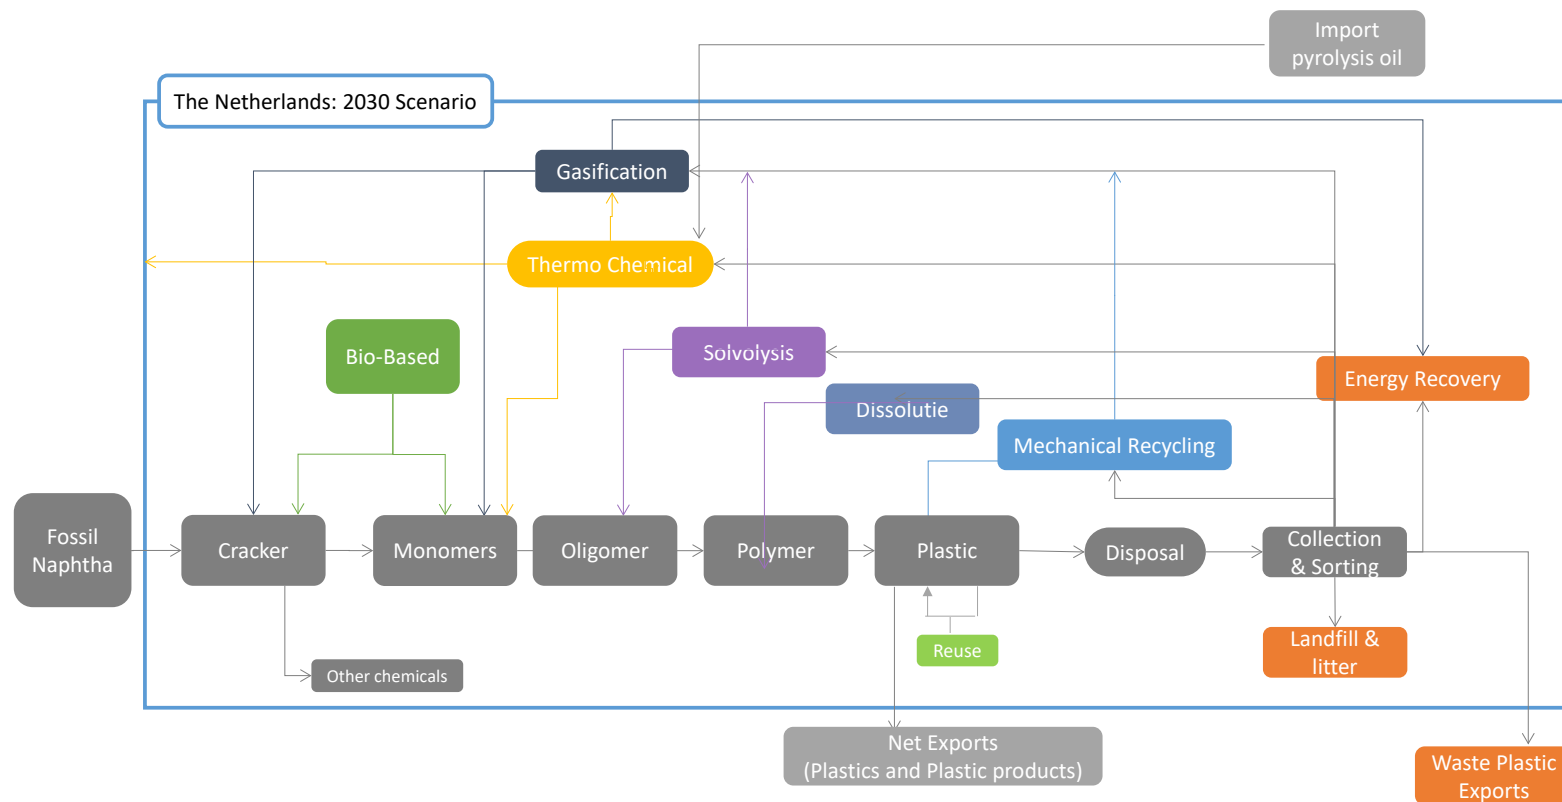 Import
pyrolysis oil
The Netherlands: 2030 Scenario
Gasification
Thermo Chemical
Bio-Based
Solvolysis
Energy Recovery
Dissolutie
Mechanical Recycling
Fossil
Naphtha
Cracker
Monomers
Oligomer
Polymer
Plastic
Disposal
Collection
& Sorting
Reuse
Landfill &
litter
Other chemicals
Net Exports
(Plastics and Plastic products)
Waste Plastic
Exports